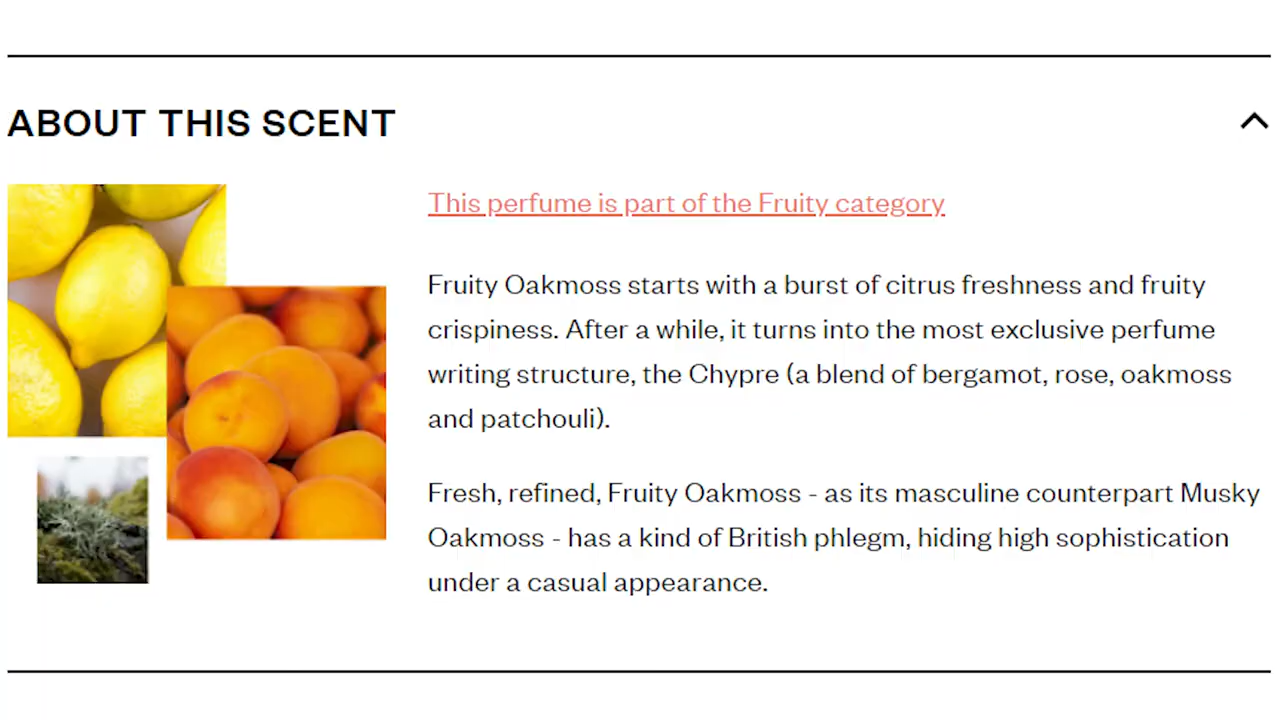 ABOUT THIS SCENT
This perfume is part of the Fruity category
Fruity Oakmoss starts with a burst of citrus freshness and fruity
crispiness. After a while, it turns into the most exclusive perfume
writing structure, the Chypre (a blend of bergamot, rose, oakmoss
and patchouli).
Fresh, refined, Fruity Oakmoss - as its masculine counterpart Musky
Oakmoss - has a kind of British phlegm, hiding high sophistication
under a casual appearance.